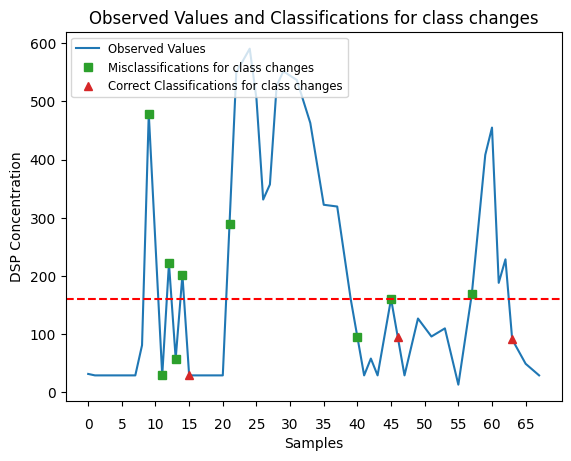 Observed Values and Classifications for class changes
Observed Values
Misclassifications for class changes
Correct Classifications for class changes
DSP Concentration
600
500
400
300
200
100
0
0 5 10 15 20 25 30 35 40 45 50 55 60 65
Samples